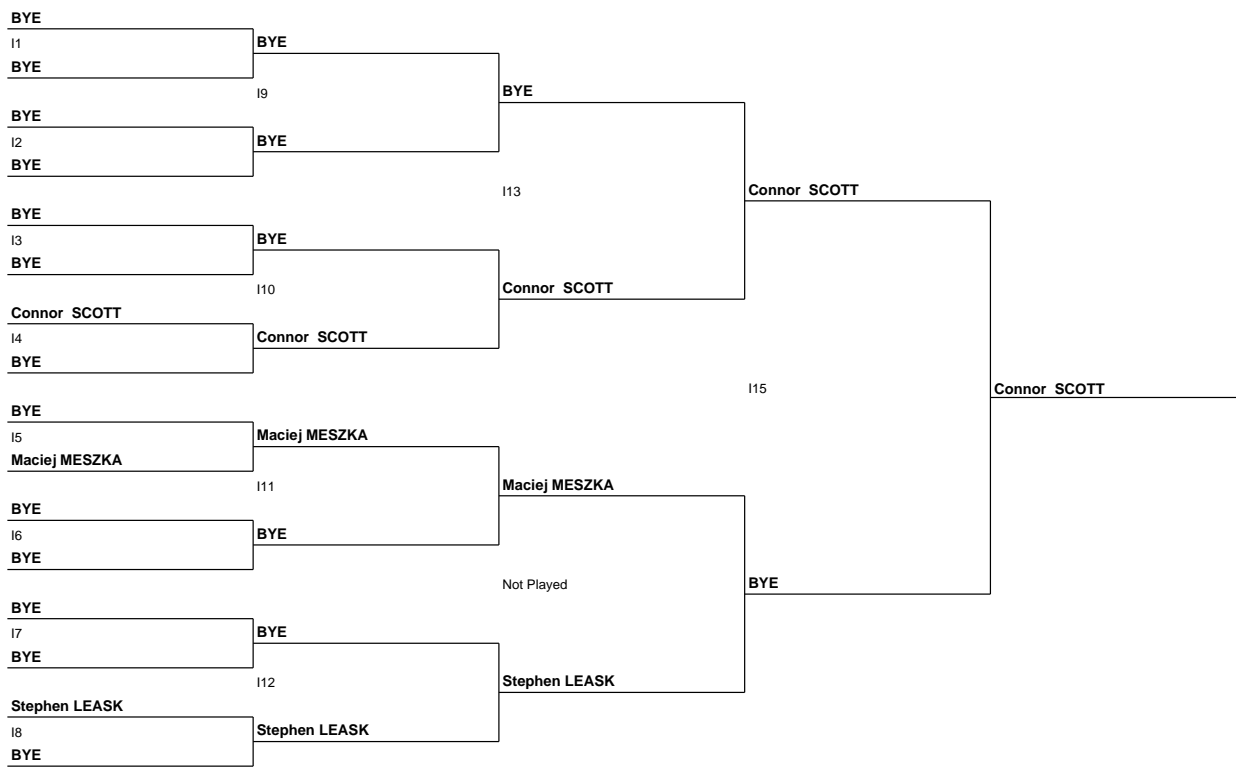 BYE
I1
BYE
BYE
I2
BYE
BYE
I3
BYE
Connor SCOTT
I4
BYE
BYE
I5
Maciej MESZKA
BYE
I6
BYE
BYE
I7
BYE
Stephen LEASK
I8
BYE
BYE
I9
BYE
BYE
I10
Connor SCOTT
Maciej MESZKA
I11
BYE
BYE
I12
Stephen LEASK
BYE
I13
Connor SCOTT
Maciej MESZKA
Not Played
Stephen LEASK
Connor SCOTT
I15
BYE
Connor SCOTT